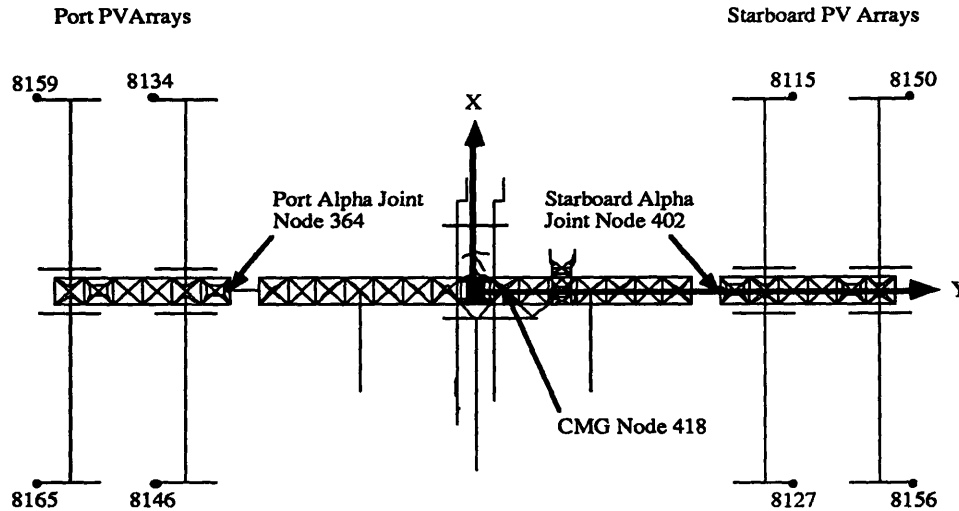 Port PVArrays
Starboard PV Arrays
8159
8134
8115
8150
X
Port Alpha Joint
Node 364
Starboard Alpha
Joint Node 402
Y
CMG Node 418
8165
8146
8127
8156